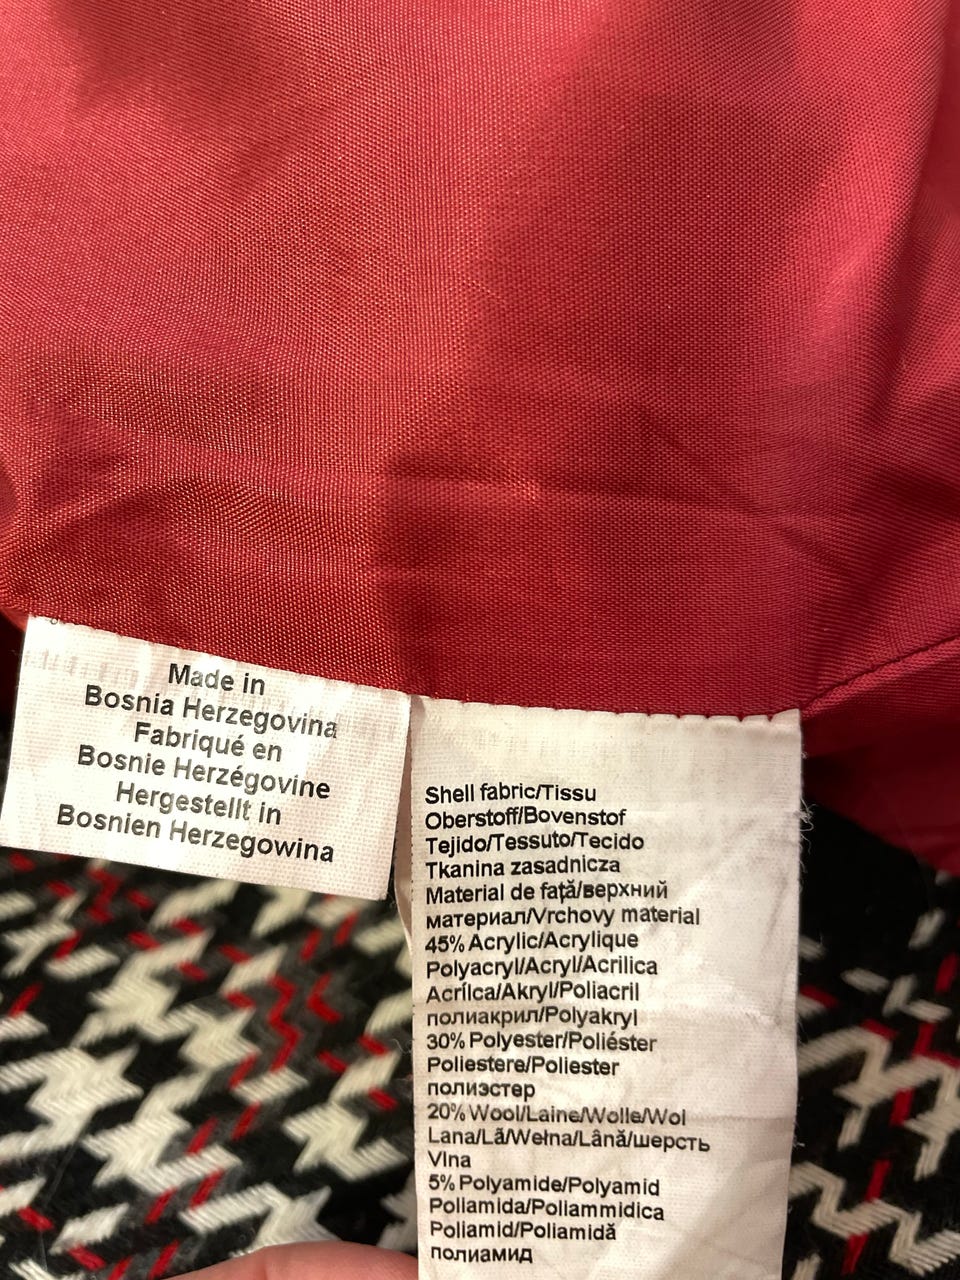 Made in
Bosnia Herzegovina
Fabriqué en
Bosnie Herzégovine
Hergestellt in
Bosnien Herzegowina
Shell fabric/Tissu
Oberstoff/Bovenstof
Tejido/Tessuto/Tecido
Tkanina zasadnicza
Material de faţă/верхний
материал/Vrchovy material
45% Acrylic/Acrylique
Polyacryl/Acryl/Acrilica
Acrílca/Akryl/Poliacril
полиакрил/Polyakryl
30% Polyester/Poliéster
Poliestere/Poliester
полиэстер
20% Wool/Laine/Wolle/Wol
Lana/Lã/Wełna/Lână/шерсть
Vlna
5% Polyamide/Polyamid
Poliamida/Poliammidica
Poliamid/Poliamidă
полиамид